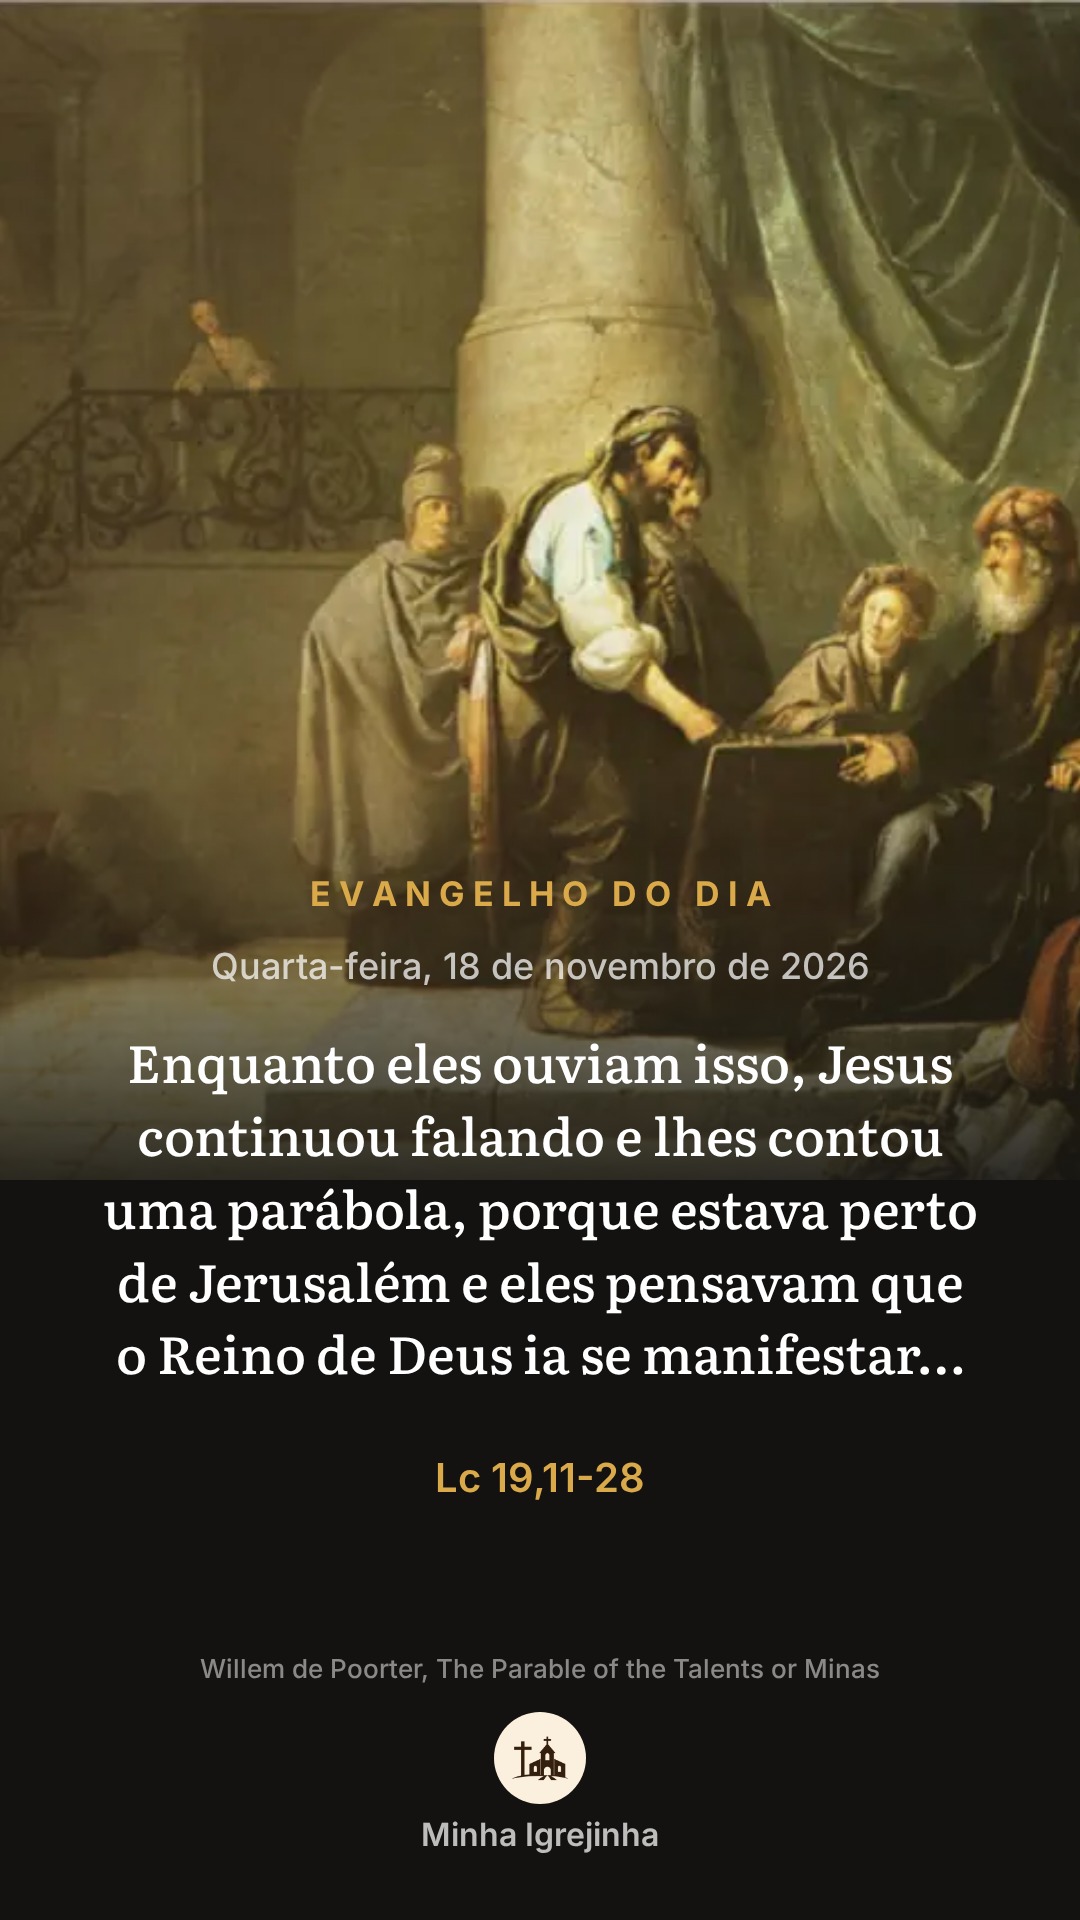 EVANGELHO DO DIA
Quarta-feira, 18 de novembro de 2026
Enquanto eles ouviam isso, Jesus
continuou falando e lhes contou
uma parábola, porque estava perto
de Jerusalém e eles pensavam que
o Reino de Deus ia se manifestar...
Lc 19,11-28
Willem de Poorter, The Parable of the Talents or Minas
Minha Igrejinha